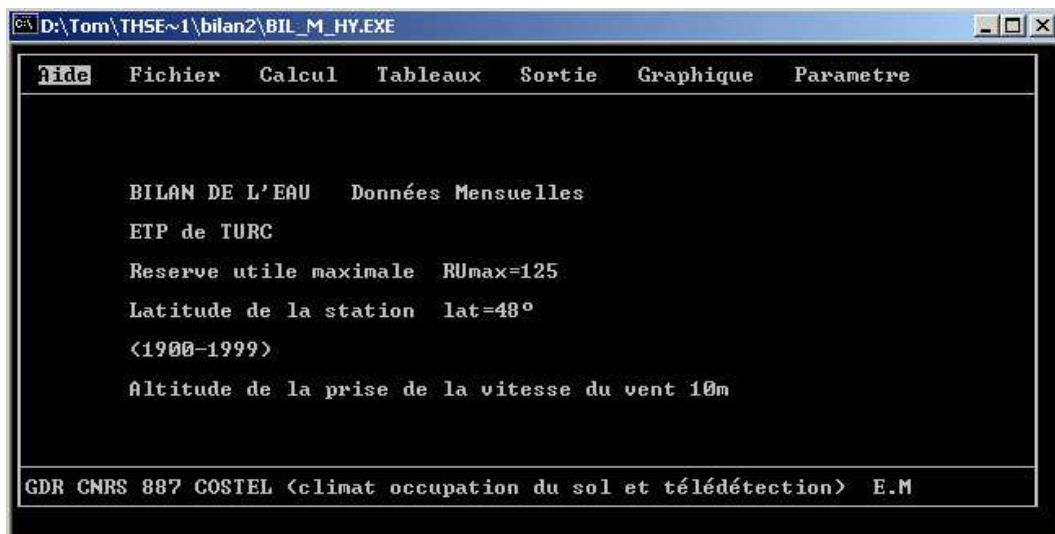 D:\Tom\THSE~1\bilan2\BIL_M_HY.EXE
Aide Fichier Calcul Tableaux Sortie Graphique Parametre
BILAN DE L'EAU Données Mensuelles
ETP de TURC
Reserve utile maximale RUmax=125
Latitude de la station lat=48º
(1900-1999)
Altitude de la prise de la vitesse du vent 10m
GDR CNRS 887 COSTEL (climat occupation du sol et télédétection) E.M